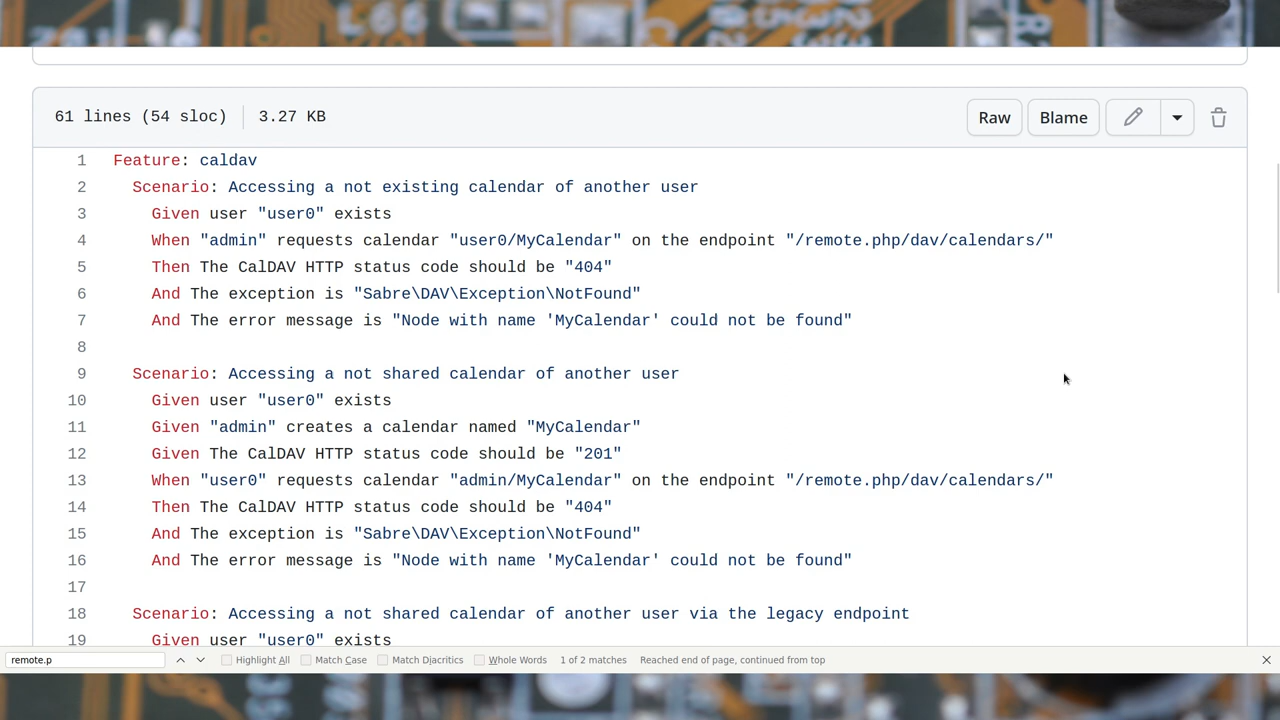 L66
61 lines (54 sloc) 3.27 KB Raw Blame
1 Feature: caldav
2 Scenario: Accessing a not existing calendar of another user
3 Given user "user0" exists
4 When "admin" requests calendar "user0/MyCalendar" on the endpoint "/remote.php/dav/calendars/"
5 Then The CalDAV HTTP status code should be "404"
6 And The exception is "Sabre\DAV\Exception\NotFound"
7 And The error message is "Node with name 'MyCalendar' could not be found"
8
9 Scenario: Accessing a not shared calendar of another user
10 Given user "user0" exists
11 Given "admin" creates a calendar named "MyCalendar"
12 Given The CalDAV HTTP status code should be "201"
13 When "user0" requests calendar "admin/MyCalendar" on the endpoint "/remote.php/dav/calendars/"
14 Then The CalDAV HTTP status code should be "404"
15 And The exception is "Sabre\DAV\Exception\NotFound"
16 And The error message is "Node with name 'MyCalendar' could not be found"
17
18 Scenario: Accessing a not shared calendar of another user via the legacy endpoint
19 Given user "user0" exists
remote.p Highlight All Match Case Match Diacritics Whole Words 1 of 2 matches Reached end of page, continued from top